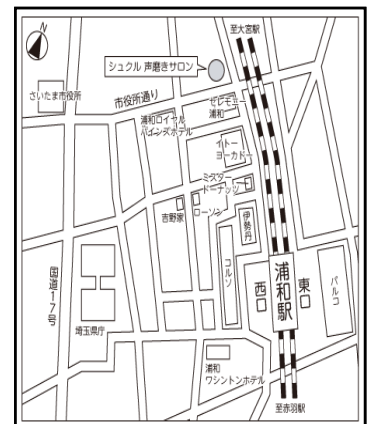 N
至大宮駅
シュクル 声磨きサロン
さいたま市役所
市役所通り
セレモニー
浦和
浦和ロイヤル
パインズホテル
イトー
ヨーカドー
ミスター
ドーナッツ
吉野家
ローソン
伊勢丹
コルソ
国道17号
埼玉県庁
西口
浦和駅
東口
パルコ
浦和
ワシントンホテル
至赤羽駅